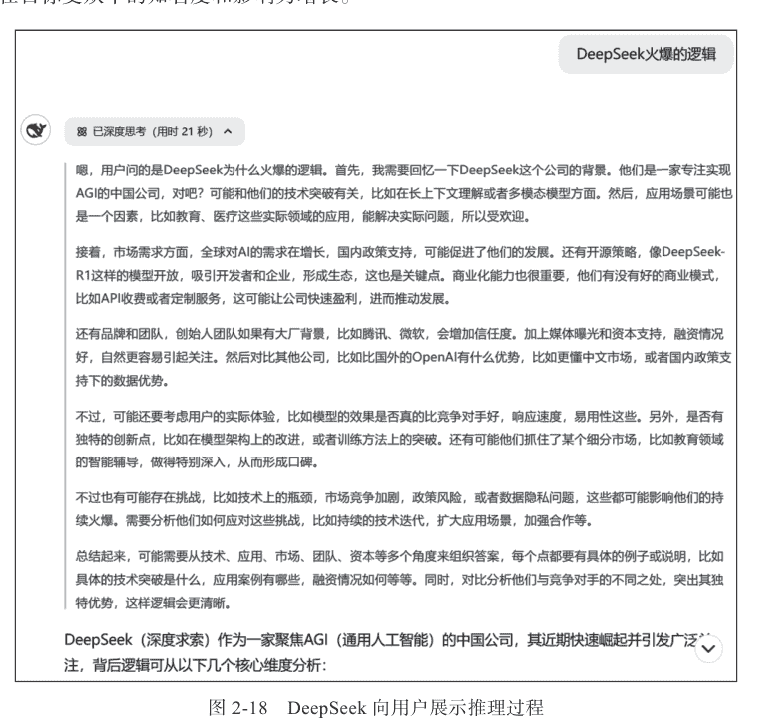 DeepSeek火爆的逻辑
已深度思考（用时 21 秒）
嗯，用户问的是DeepSeek为什么火爆的逻辑。首先，我需要回忆一下DeepSeek这个公司的背景。他们是一家专注实现
AGI的中国公司，对吧？可能和他们的技术突破有关，比如在长上下文理解或者多模态模型方面。然后，应用场景可能也
是一个因素，比如教育、医疗这些实际领域的应用，能解决实际问题，所以受欢迎。
接着，市场需求方面，全球对AI的需求在增长，国内政策支持，可能促进了他们的发展。还有开源策略，像DeepSeek-
R1这样的模型开放，吸引开发者和企业，形成生态，这也是关键点。商业化能力也很重要，他们有没有好的商业模式，
比如API收费或者定制服务，这可能让公司快速盈利，进而推动发展。
还有品牌和团队，创始人团队如果有大厂背景，比如腾讯、微软，会增加信任度。加上媒体曝光和资本支持，融资情况
好，自然更容易引起关注。然后对比其他公司，比如比国外的OpenAI有什么优势，比如更懂中文市场，或者国内政策支
持下的数据优势。
不过，可能还要考虑用户的实际体验，比如模型的效果是否真的比竞争对手好，响应速度，易用性这些。另外，是否有
独特的创新点，比如在模型架构上的改进，或者训练方法上的突破。还有可能他们抓住了某个细分市场，比如教育领域
的智能辅导，做得特别深入，从而形成口碑。
不过也有可能存在挑战，比如技术上的瓶颈，市场竞争加剧，政策风险，或者数据隐私问题，这些都可能影响他们的持
续火爆。需要分析他们如何应对这些挑战，比如持续的技术迭代，扩大应用场景，加强合作等。
总结起来，可能需要从技术、应用、市场、团队、资本等多个角度来组织答案，每个点都要有具体的例子或说明，比如
具体的技术突破是什么，应用案例有哪些，融资情况如何等等。同时，对比分析他们与竞争对手的不同之处，突出其独
特优势，这样逻辑会更清晰。
DeepSeek（深度求索）作为一家聚焦AGI（通用人工智能）的中国公司，其近期快速崛起并引发广泛
注，背后逻辑可从以下几个核心维度分析：
图 2-18 DeepSeek 向用户展示推理过程